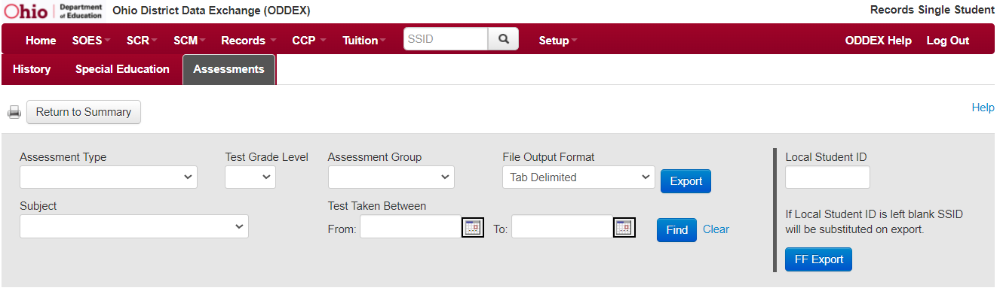 Ohio Department of Education Ohio District Data Exchange (ODDEX) Records Single Student
Home SOES SCR SCM Records CCP Tuition SSID Setup ODDEX Help Log Out
History Special Education Assessments
Return to Summary Help
Assessment Type Test Grade Level Assessment Group File Output Format Local Student ID
Tab Delimited Export
Subject Test Taken Between
If Local Student ID is left blank SSID
From: To: Find Clear will be substituted on export.
FF Export